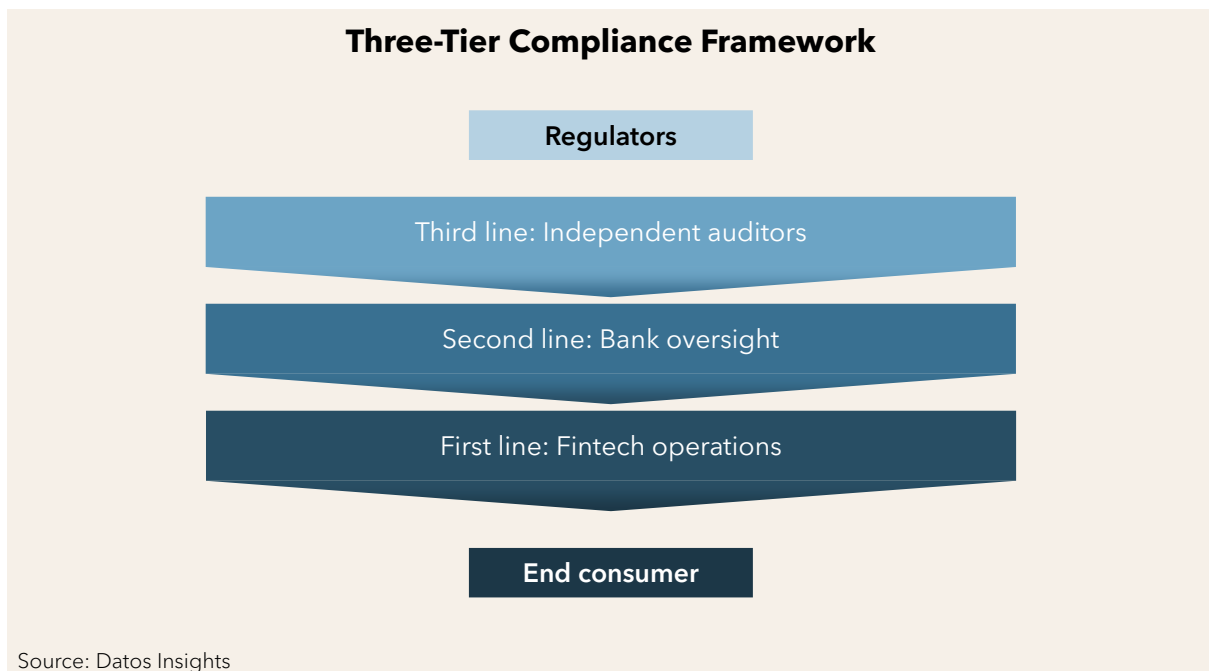 Three-Tier Compliance Framework
Regulators
Third line: Independent auditors
Second line: Bank oversight
First line: Fintech operations
End consumer
Source: Datos Insights